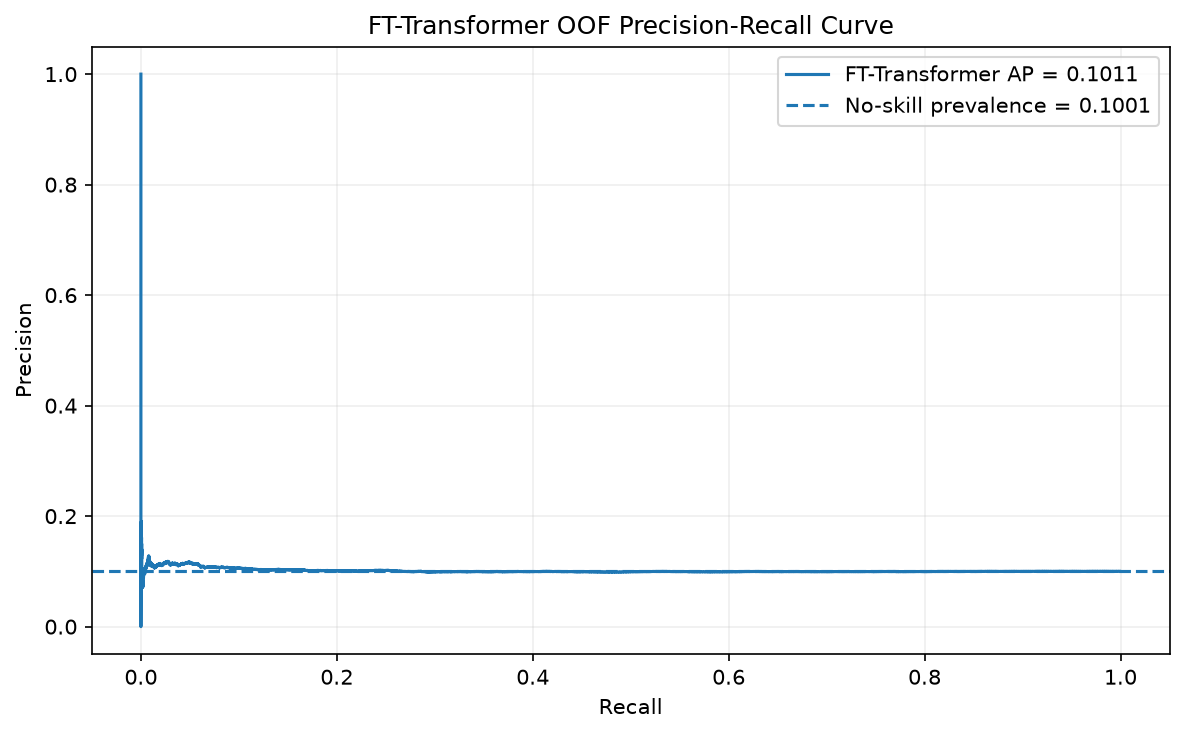 FT-Transformer OOF Precision-Recall Curve
FT-Transformer AP = 0.1011
No-skill prevalence = 0.1001
Precision
1.0
0.8
0.6
0.4
0.2
0.0
0.0 0.2 0.4 0.6 0.8 1.0
Recall